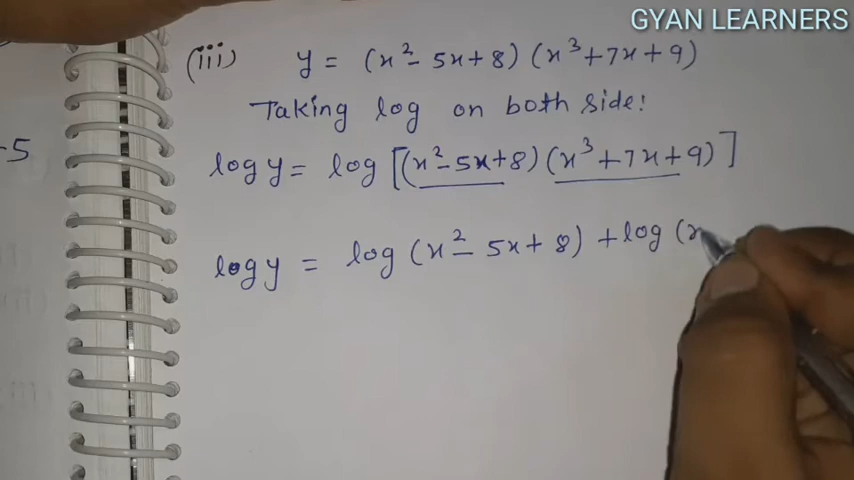 GYAN LEARNERS
(iii) y = (x² - 5x + 8) (x³ + 7x + 9)
Taking log on both side:
-5
log y = log [(x² - 5x + 8) (x³ + 7x + 9)]
log y = log (x² - 5x + 8) + log (x